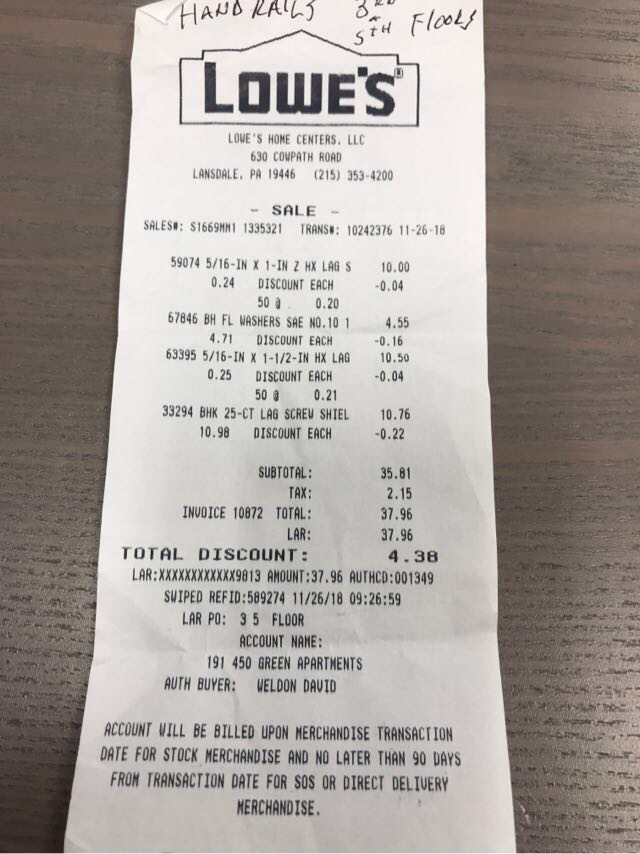 HAND RAILS 3RD
5TH FLOORS
LOWE'S®
LOWE'S HOME CENTERS, LLC
630 COWPATH ROAD
LANSDALE, PA 19446 (215) 353-4200
- SALE -
SALES#: S1669MM1 1335321 TRANS#: 10242376 11-26-18
59074 5/16-IN X 1-IN Z HX LAG S 10.00
0.24 DISCOUNT EACH -0.04
50 @ 0.20
67846 BH FL WASHERS SAE NO.10 1 4.55
4.71 DISCOUNT EACH -0.16
63395 5/16-IN X 1-1/2-IN HX LAG 10.50
0.25 DISCOUNT EACH -0.04
50 @ 0.21
33294 BHK 25-CT LAG SCREW SHIEL 10.76
10.98 DISCOUNT EACH -0.22
SUBTOTAL: 35.81
TAX: 2.15
INVOICE 10872 TOTAL: 37.96
LAR: 37.96
TOTAL DISCOUNT: 4.38
LAR:XXXXXXXXXXXX9813 AMOUNT:37.96 AUTHCD:001349
SWIPED REFID:589274 11/26/18 09:26:59
LAR PO: 3 5 FLOOR
ACCOUNT NAME:
191 450 GREEN APARTMENTS
AUTH BUYER: WELDON DAVID
ACCOUNT WILL BE BILLED UPON MERCHANDISE TRANSACTION
DATE FOR STOCK MERCHANDISE AND NO LATER THAN 90 DAYS
FROM TRANSACTION DATE FOR SOS OR DIRECT DELIVERY
MERCHANDISE.